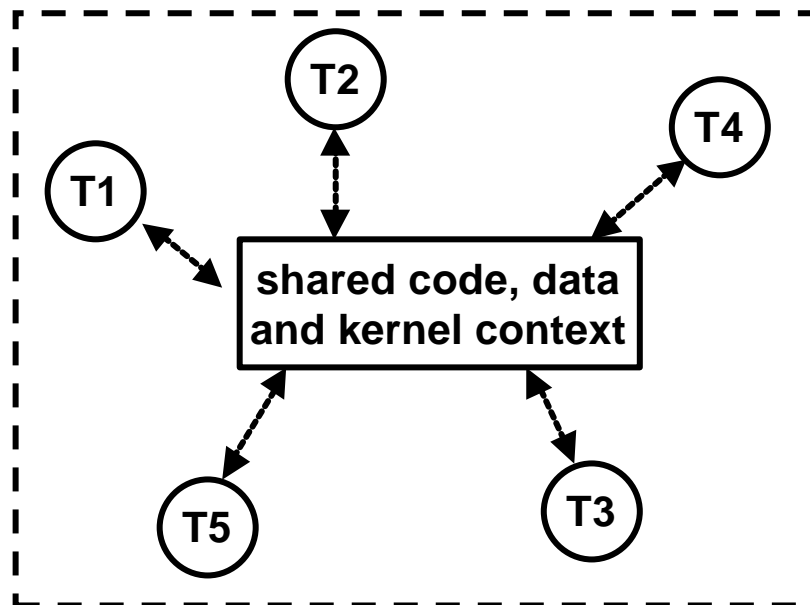 T2
T4
T1
shared code, data
and kernel context
T5
T3